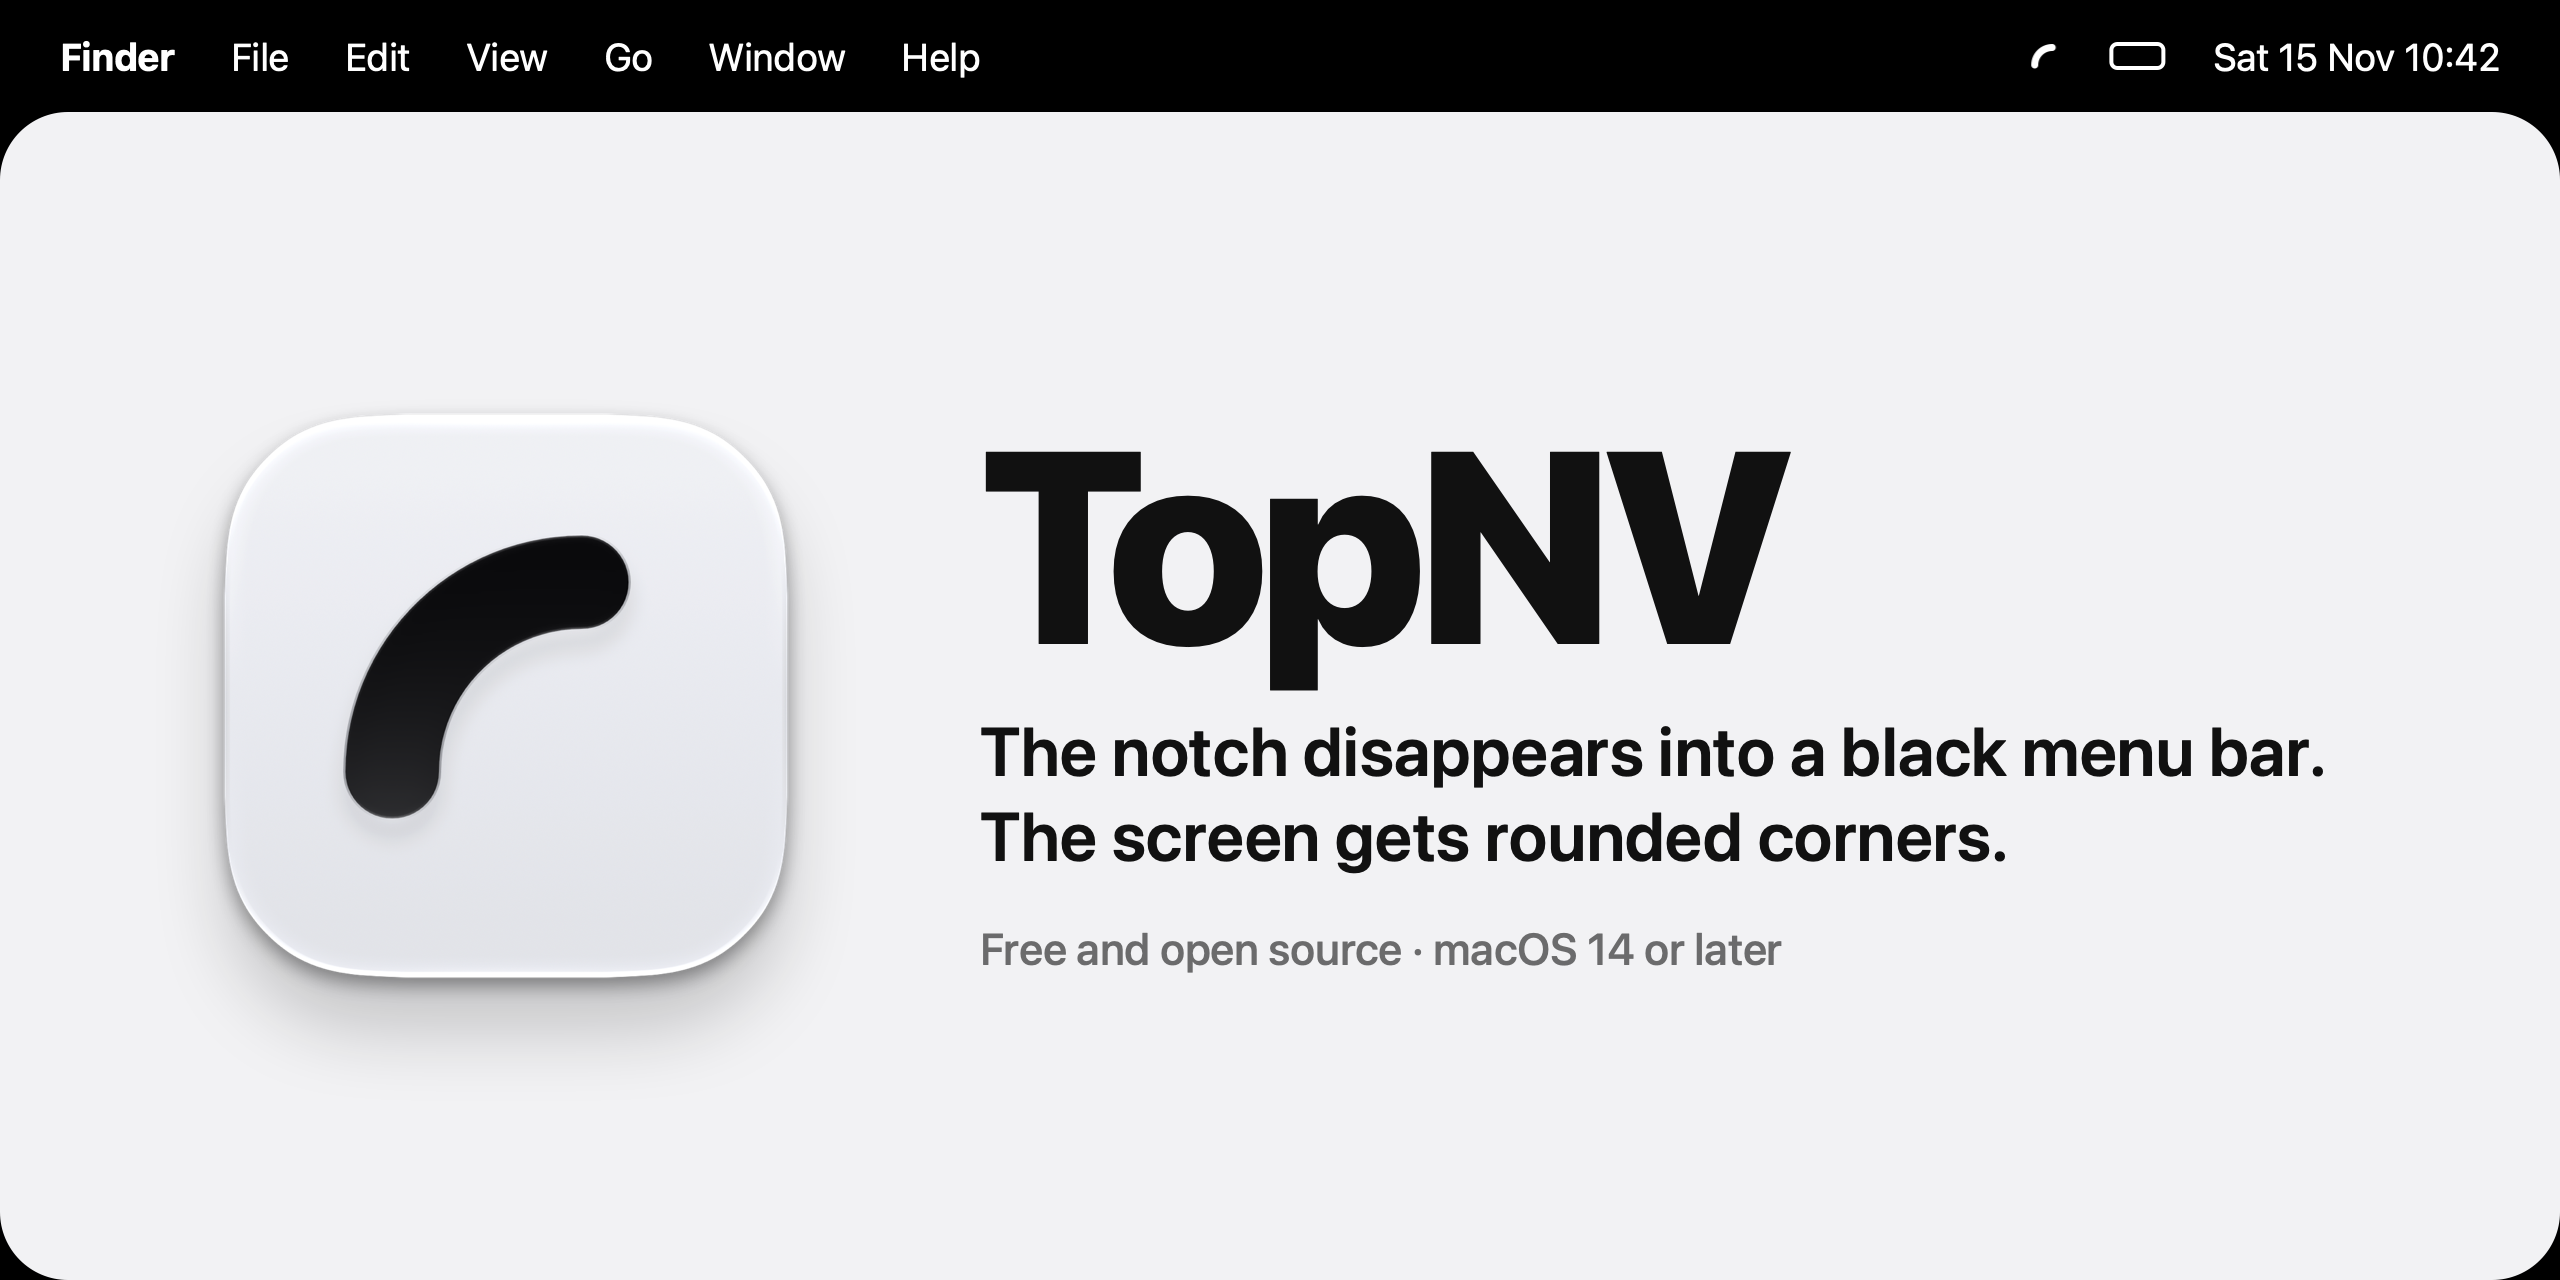 Finder File Edit View Go Window Help Sat 15 Nov 10:42
TopNV
The notch disappears into a black menu bar.
The screen gets rounded corners.
Free and open source · macOS 14 or later